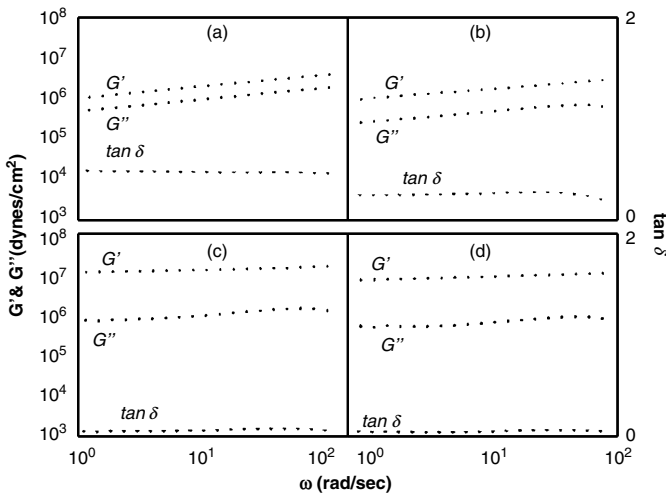 10^8
10^7
10^6
10^5
10^4
10^3
(a)
G'
G''
tan δ
(b)
G'
G''
tan δ
2
0
10^8
10^7
10^6
10^5
10^4
10^3
(c)
G'
G''
tan δ
(d)
G'
G''
tan δ
2
0
G' & G''(dynes/cm²)
tan δ
10^0
10^1
10^2
10^0
10^1
10^2
ω (rad/sec)